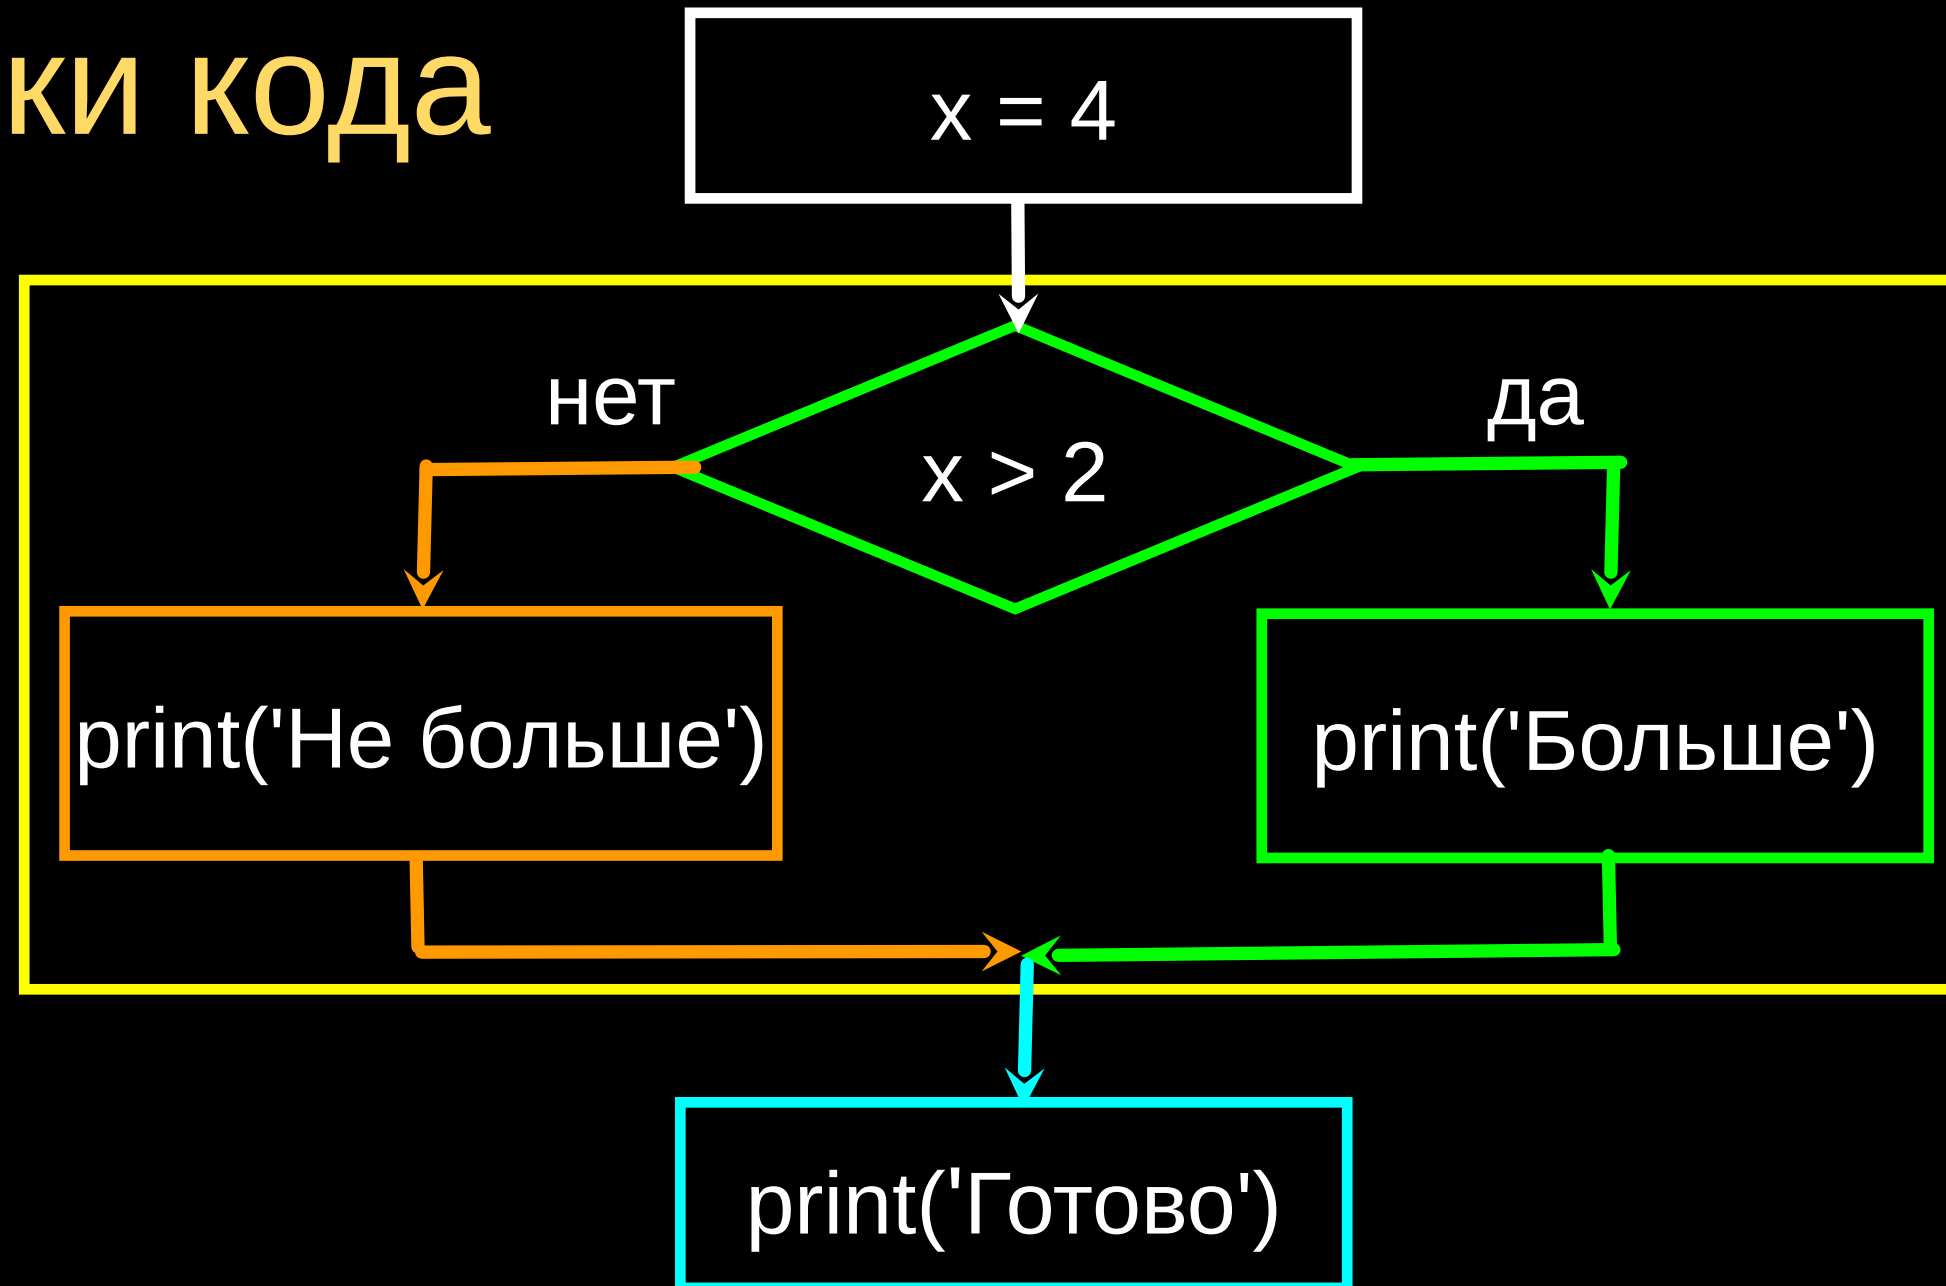 ки кода
x = 4
нет
да
x > 2
print('Не больше')
print('Больше')
print('Готово')